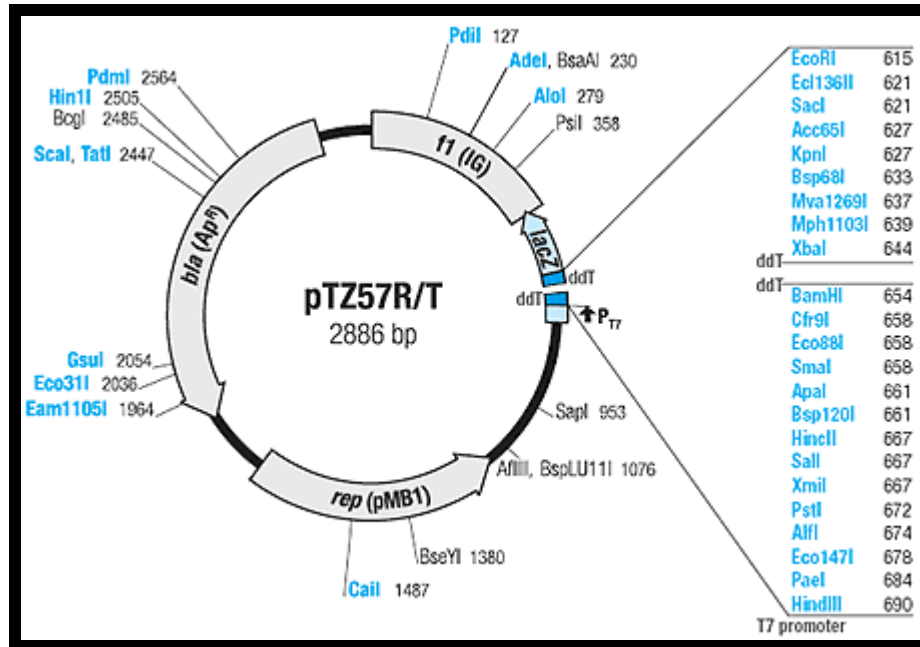 PdiI 127
AdeI, BsaAI 230
AloI 279
PsiI 358
PdmI 2564
Hin1I 2505
BcgI 2485
ScaI, TatI 2447
f1 (IG)
bla (Apᴿ)
lacZ
ddT
ddT
PT7
pTZ57R/T
2886 bp
GsuI 2054
Eco31I 2036
Eam1105I 1964
SapI 953
AflIII, BspLU11I 1076
rep (pMB1)
BseYI 1380
CaiI 1487
EcoRI 615
Ecl136II 621
SacI 621
Acc65I 627
KpnI 627
Bsp68I 633
Mva1269I 637
Mph1103I 639
XbaI 644
ddT
ddT
BamHI 654
Cfr9I 658
Eco88I 658
SmaI 658
ApaI 661
Bsp120I 661
HincII 667
SalI 667
XmiI 667
PstI 672
AlfI 674
Eco147I 678
PaeI 684
HindIII 690
T7 promoter